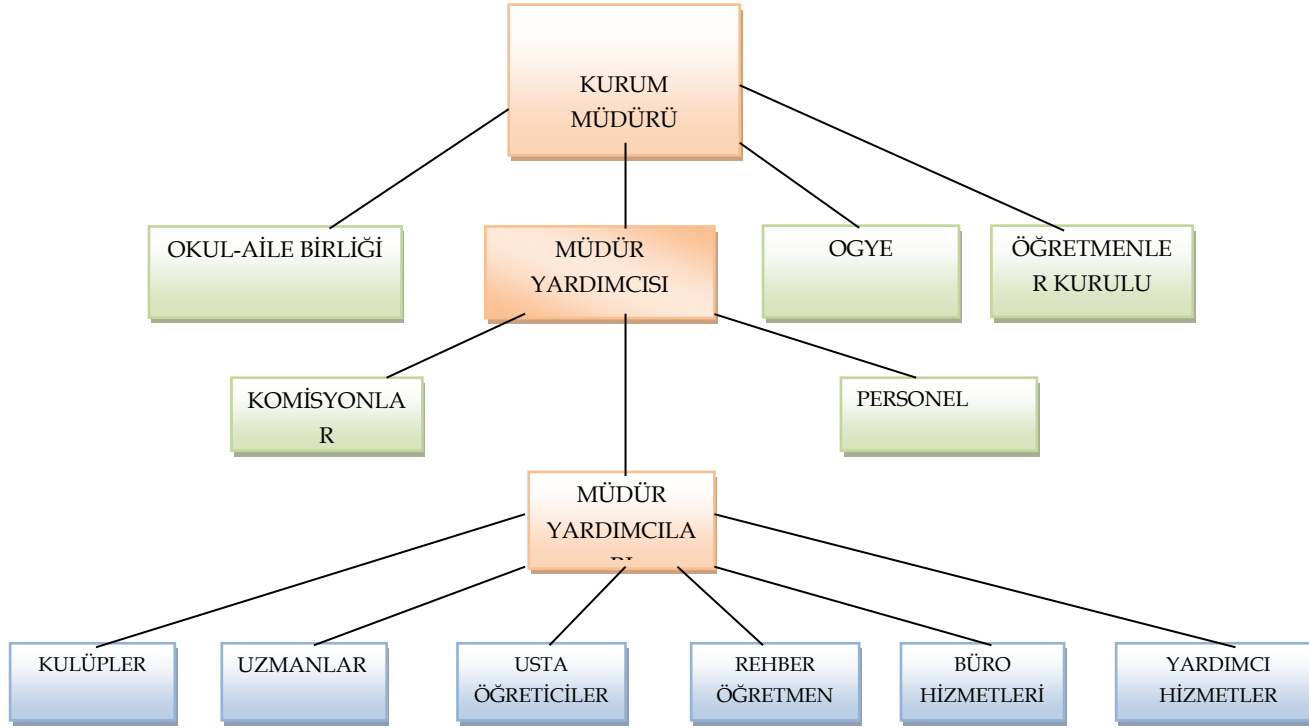 KURUM
MÜDÜRÜ
OKUL-AİLE BİRLİĞİ
MÜDÜR
YARDIMCISI
OGYE
ÖĞRETMENLE
R KURULU
KOMİSYONLA
R
PERSONEL
MÜDÜR
YARDIMCILA
KULÜPLER
UZMANLAR
USTA
ÖĞRETİCİLER
REHBER
ÖĞRETMEN
BÜRO
HİZMETLERİ
YARDIMCI
HİZMETLER